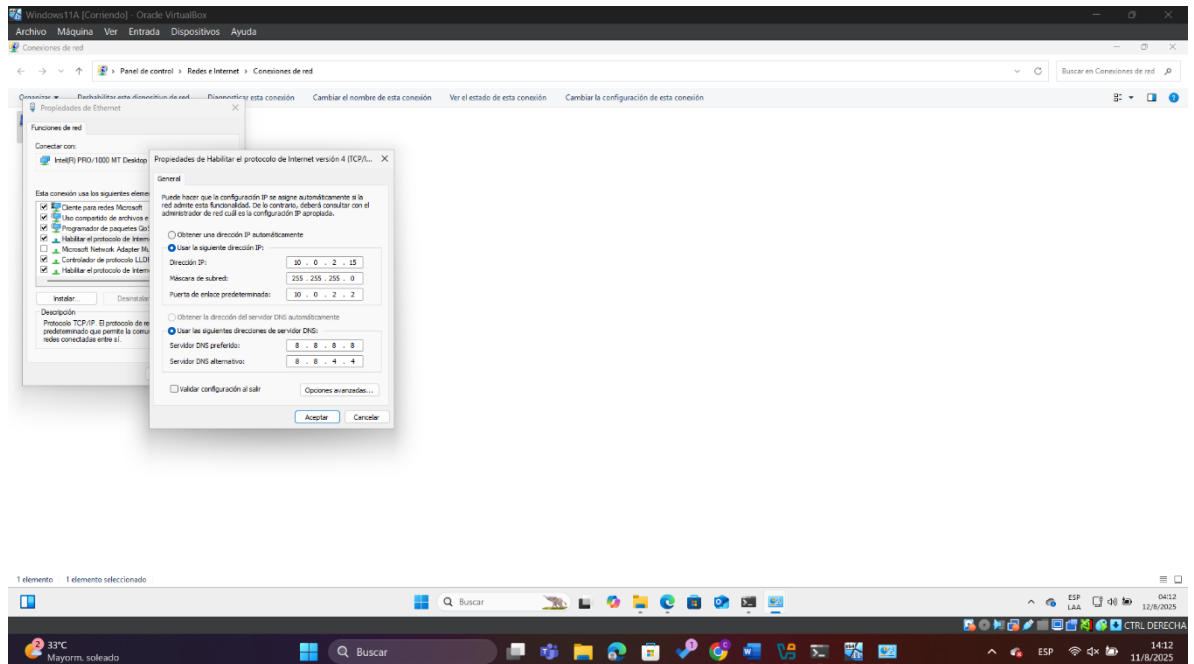 Windows11A [Corriendo] - Oracle VirtualBox
Archivo Máquina Ver Entrada Dispositivos Ayuda
Conexiones de red
Panel de control > Redes e Internet > Conexiones de red
Buscar en Conexiones de red
Organizar Deshabilitar este dispositivo de red Diagnosticar esta conexión Cambiar el nombre de esta conexión Ver el estado de esta conexión Cambiar la configuración de esta conexión
Propiedades de Ethernet
Funciones de red
Conectar con:
Intel(R) PRO/1000 MT Desktop
Esta conexión usa los siguientes eleme
Cliente para redes Microsoft
Uso compartido de archivos e
Programador de paquetes QoS
Habilitar el protocolo de Intern
Microsoft Network Adapter Mu
Controlador de protocolo LLDP
Habilitar el protocolo de Intern
Instalar... Desinstalar
Descripción
Protocolo TCP/IP. El protocolo de re
predeterminado que permite la comu
redes conectadas entre sí.
Propiedades de Habilitar el protocolo de Internet versión 4 (TCP/I...
General
Puede hacer que la configuración IP se asigne automáticamente si la
red admite esta funcionalidad. De lo contrario, deberá consultar con el
administrador de red cuál es la configuración IP apropiada.
Obtener una dirección IP automáticamente
Usar la siguiente dirección IP:
Dirección IP: 10 . 0 . 2 . 15
Máscara de subred: 255 . 255 . 255 . 0
Puerta de enlace predeterminada: 10 . 0 . 2 . 2
Obtener la dirección del servidor DNS automáticamente
Usar las siguientes direcciones de servidor DNS:
Servidor DNS preferido: 8 . 8 . 8 . 8
Servidor DNS alternativo: 8 . 8 . 4 . 4
Validar configuración al salir Opciones avanzadas...
Aceptar Cancelar
1 elemento 1 elemento seleccionado
Buscar
ESP
LAA
04:12
12/8/2025
CTRL DERECHA
2
33°C
Mayorm. soleado
Buscar
ESP
14:12
11/8/2025